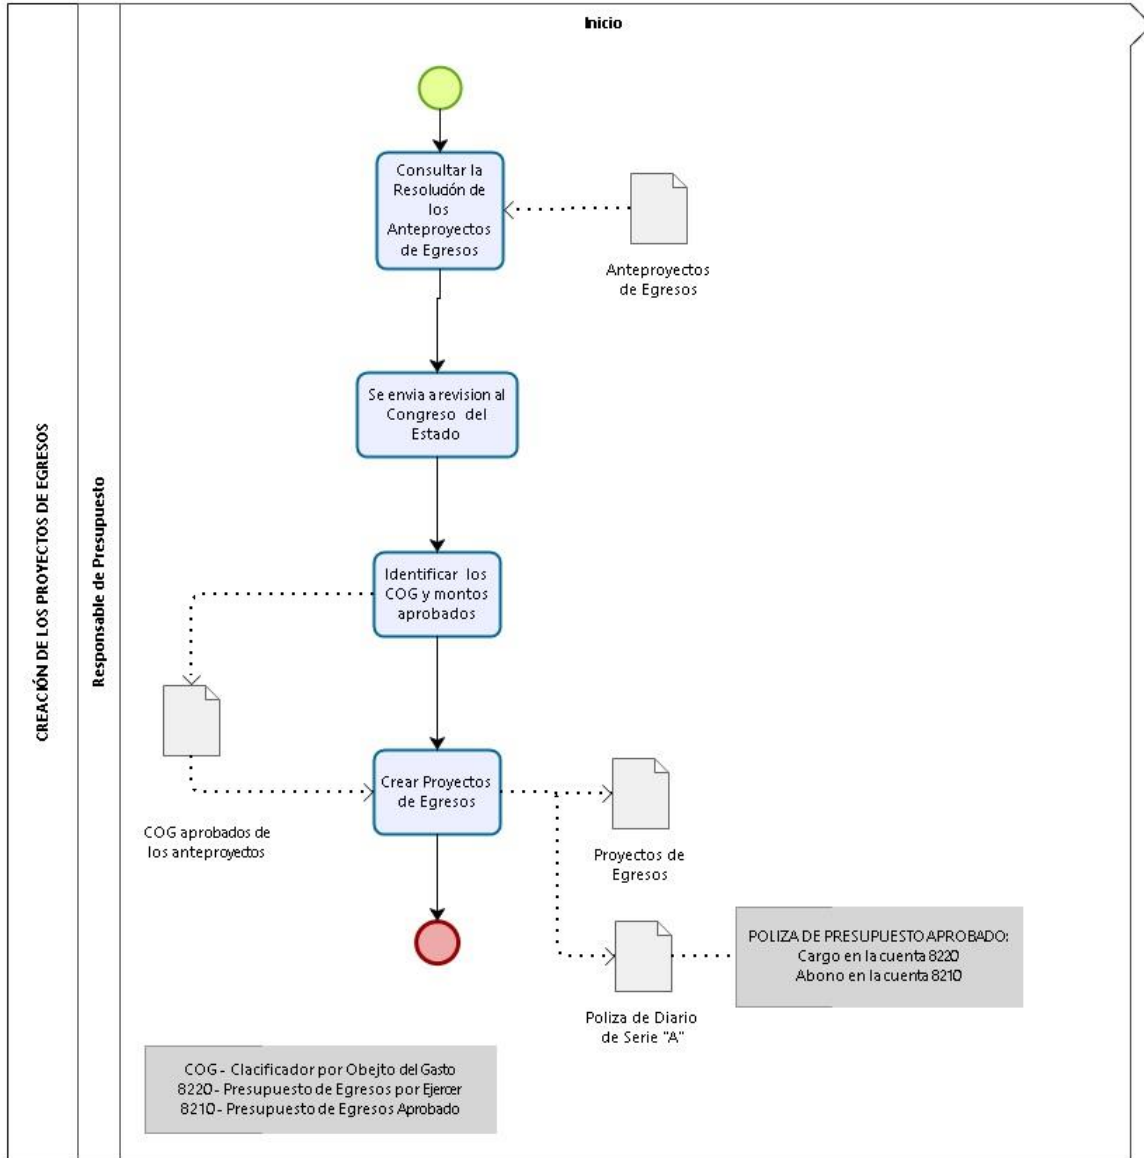 Inicio
CREACIÓN DE LOS PROYECTOS DE EGRESOS
Responsable de Presupuesto
Consultar la
Resolución de
los
Anteproyectos
de Egresos
Anteproyectos
de Egresos
Se envia a revision al
Congreso del
Estado
Identificar los
COG y montos
aprobados
COG aprobados de
los anteproyectos
Crear Proyectos
de Egresos
Proyectos de
Egresos
Poliza de Diario
de Serie "A"
POLIZA DE PRESUPUESTO APROBADO:
Cargo en la cuenta 8220
Abono en la cuenta 8210
COG - Clacificador por Obejto del Gasto
8220 - Presupuesto de Egresos por Ejercer
8210 - Presupuesto de Egresos Aprobado